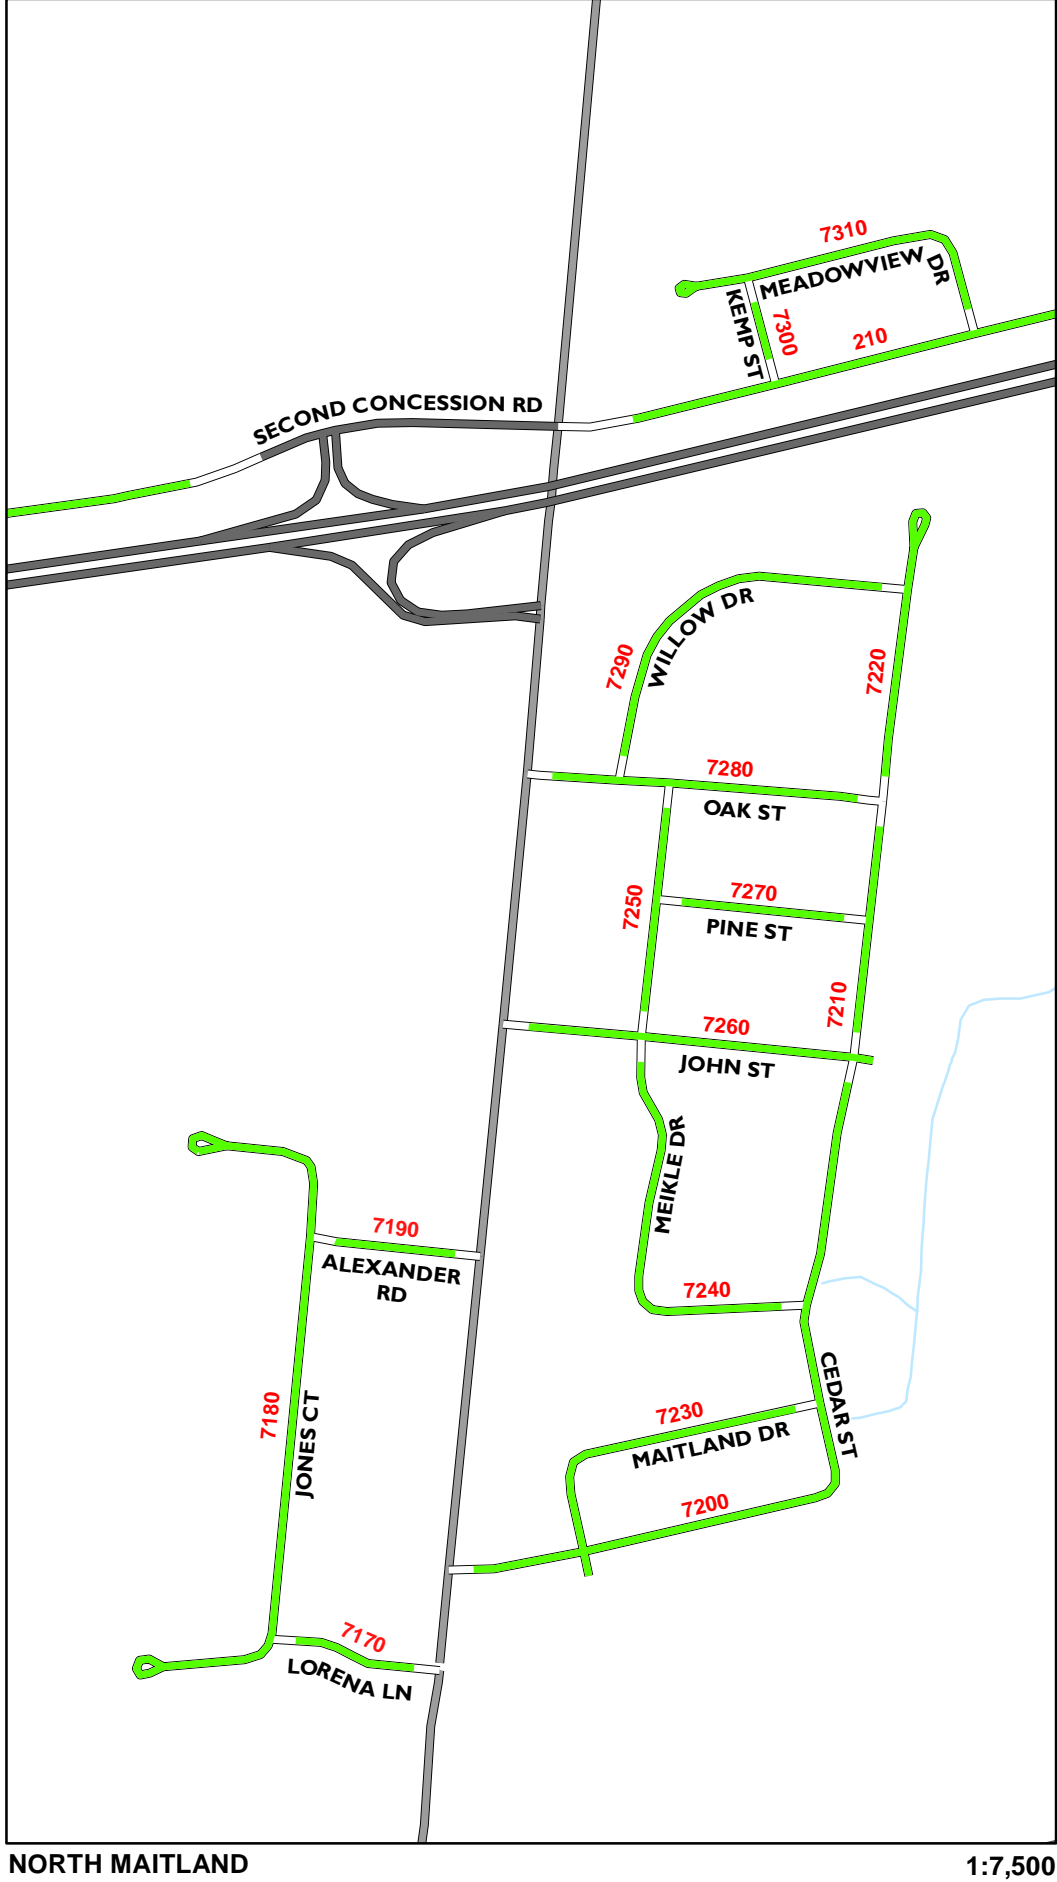 7310
MEADOWVIEW DR
KEMP ST
7300
210
SECOND CONCESSION RD
WILLOW DR
7290
7220
7280
OAK ST
7270
PINE ST
7250
7210
7260
JOHN ST
MEIKLE DR
7190
ALEXANDER
RD
7240
CEDAR ST
7180
JONES CT
7230
MAITLAND DR
7200
7170
LORENA LN
NORTH MAITLAND
1:7,500